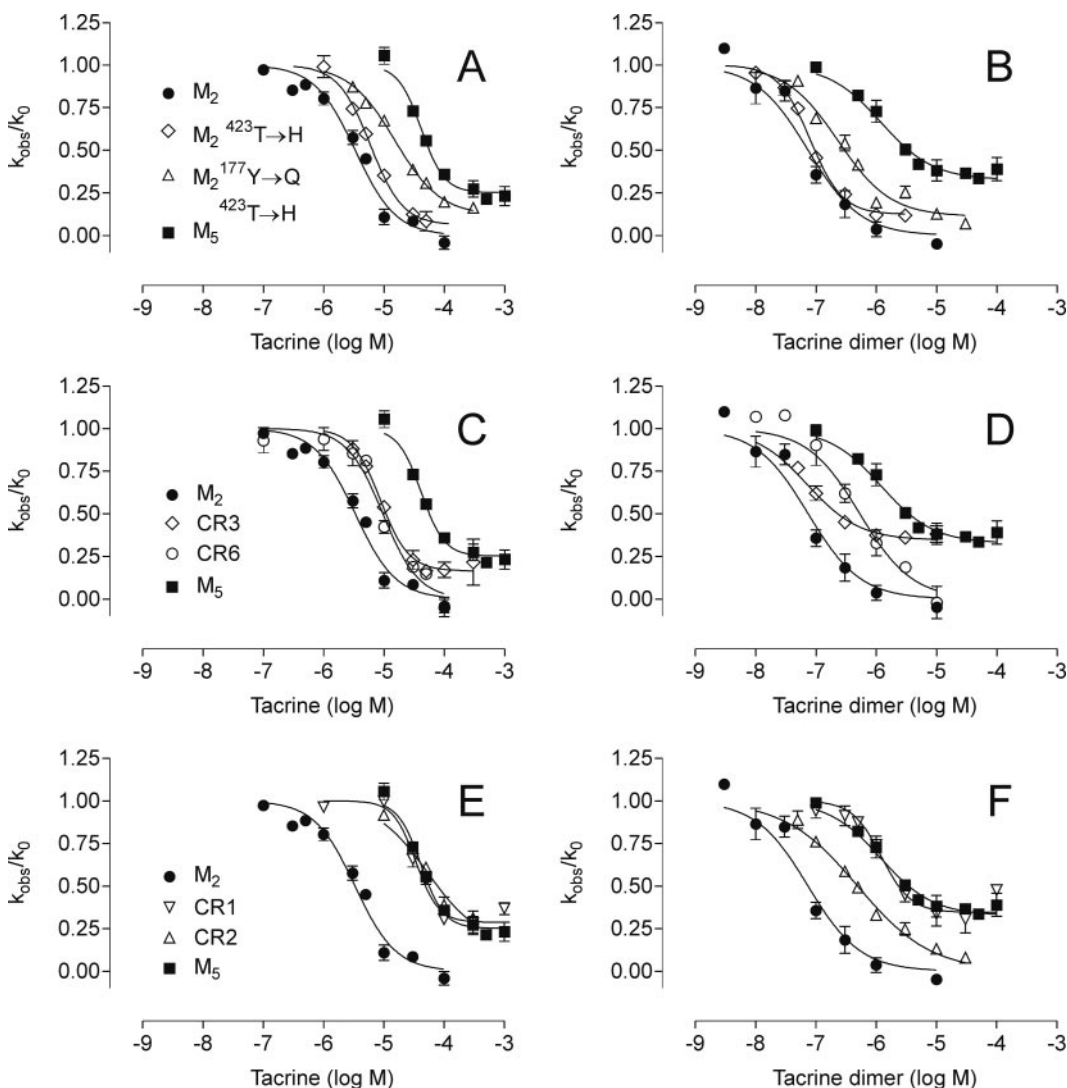 A
1.25
1.00
0.75
0.50
0.25
0.00
kobs/k0
M2
M2 423T→H
M2 177Y→Q
423T→H
M5
-9 -8 -7 -6 -5 -4 -3
Tacrine (log M)
B
1.25
1.00
0.75
0.50
0.25
0.00
kobs/k0
-9 -8 -7 -6 -5 -4 -3
Tacrine dimer (log M)
C
1.25
1.00
0.75
0.50
0.25
0.00
kobs/k0
M2
CR3
CR6
M5
-9 -8 -7 -6 -5 -4 -3
Tacrine (log M)
D
1.25
1.00
0.75
0.50
0.25
0.00
kobs/k0
-9 -8 -7 -6 -5 -4 -3
Tacrine dimer (log M)
E
1.25
1.00
0.75
0.50
0.25
0.00
kobs/k0
M2
CR1
CR2
M5
-9 -8 -7 -6 -5 -4 -3
Tacrine (log M)
F
1.25
1.00
0.75
0.50
0.25
0.00
kobs/k0
-9 -8 -7 -6 -5 -4 -3
Tacrine dimer (log M)